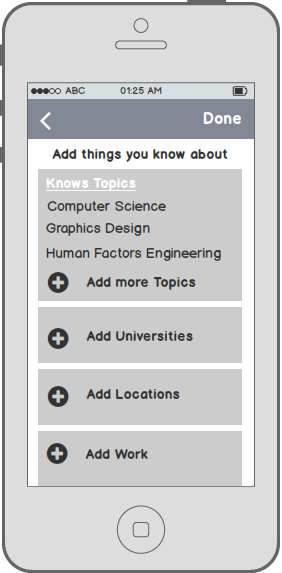 ABC 01:25 AM
Done
Add things you know about
Knows Topics
Computer Science
Graphics Design
Human Factors Engineering
Add more Topics
Add Universities
Add Locations
Add Work